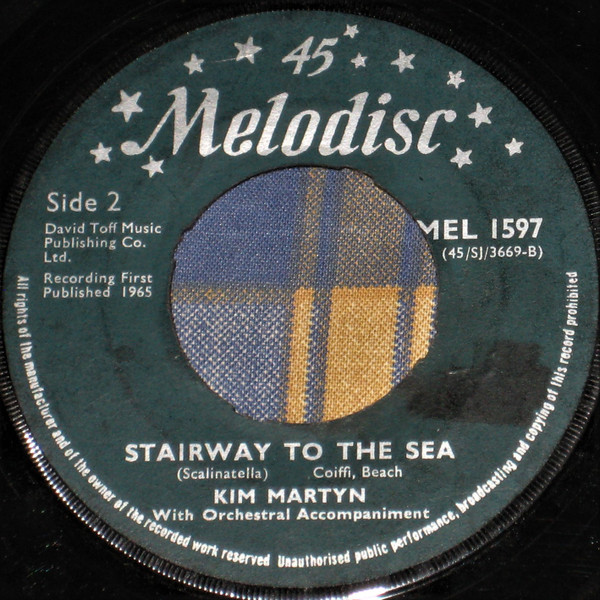 45
Melodisc
Side 2
David Toff Music
Publishing Co.
Ltd.
Recording First
Published 1965
MEL 1597
(45/SJ/3669-B)
STAIRWAY TO THE SEA
(Scalinatella) Coiffi, Beach
KIM MARTYN
With Orchestral Accompaniment
All rights of the manufacturer and of the owner of the recorded work reserved Unauthorised public performance, broadcasting and copying of this record prohibited